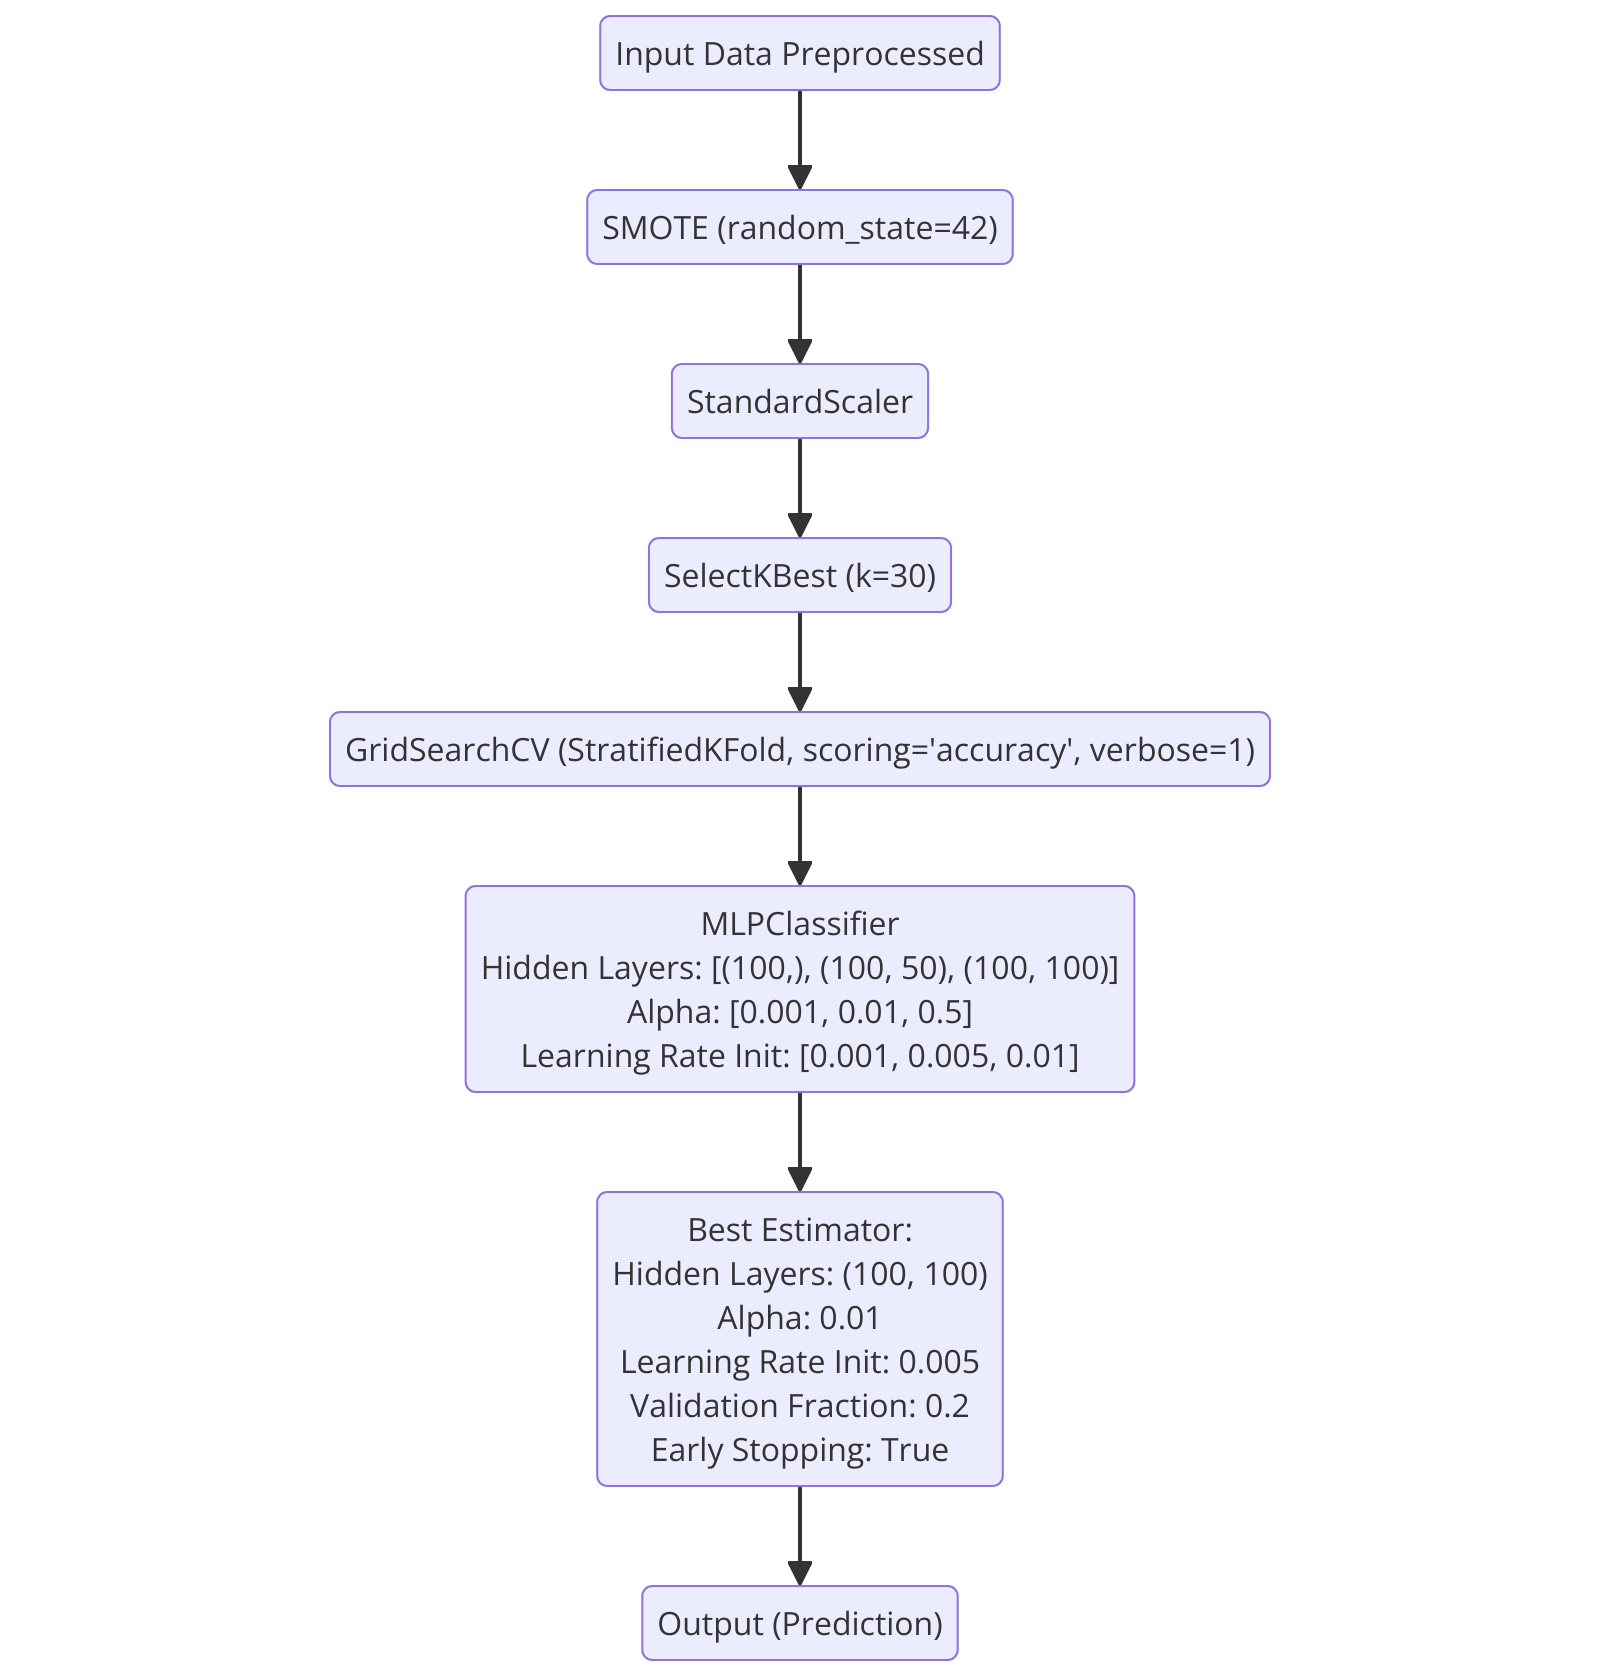 Input Data Preprocessed
SMOTE (random_state=42)
StandardScaler
SelectKBest (k=30)
GridSearchCV (StratifiedKFold, scoring='accuracy', verbose=1)
MLPClassifier
Hidden Layers: [(100,), (100, 50), (100, 100)]
Alpha: [0.001, 0.01, 0.5]
Learning Rate Init: [0.001, 0.005, 0.01]
Best Estimator:
Hidden Layers: (100, 100)
Alpha: 0.01
Learning Rate Init: 0.005
Validation Fraction: 0.2
Early Stopping: True
Output (Prediction)